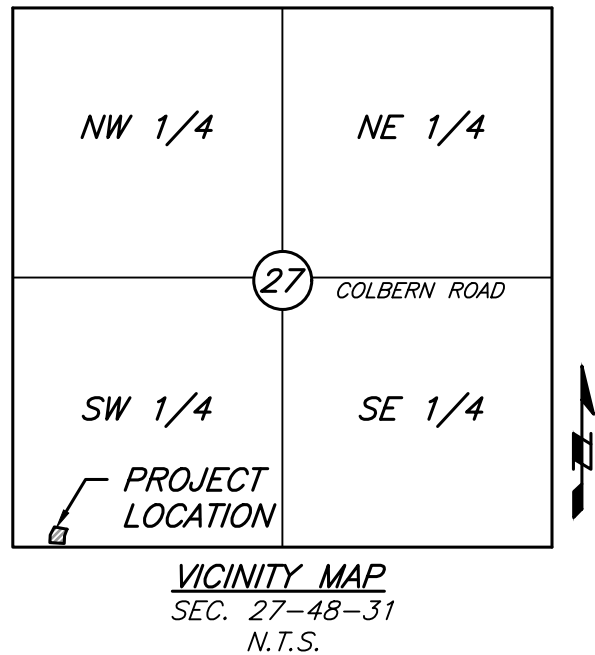 NW 1/4
NE 1/4
27
COLBERN ROAD
SW 1/4
SE 1/4
PROJECT
LOCATION
N
VICINITY MAP
SEC. 27-48-31
N.T.S.